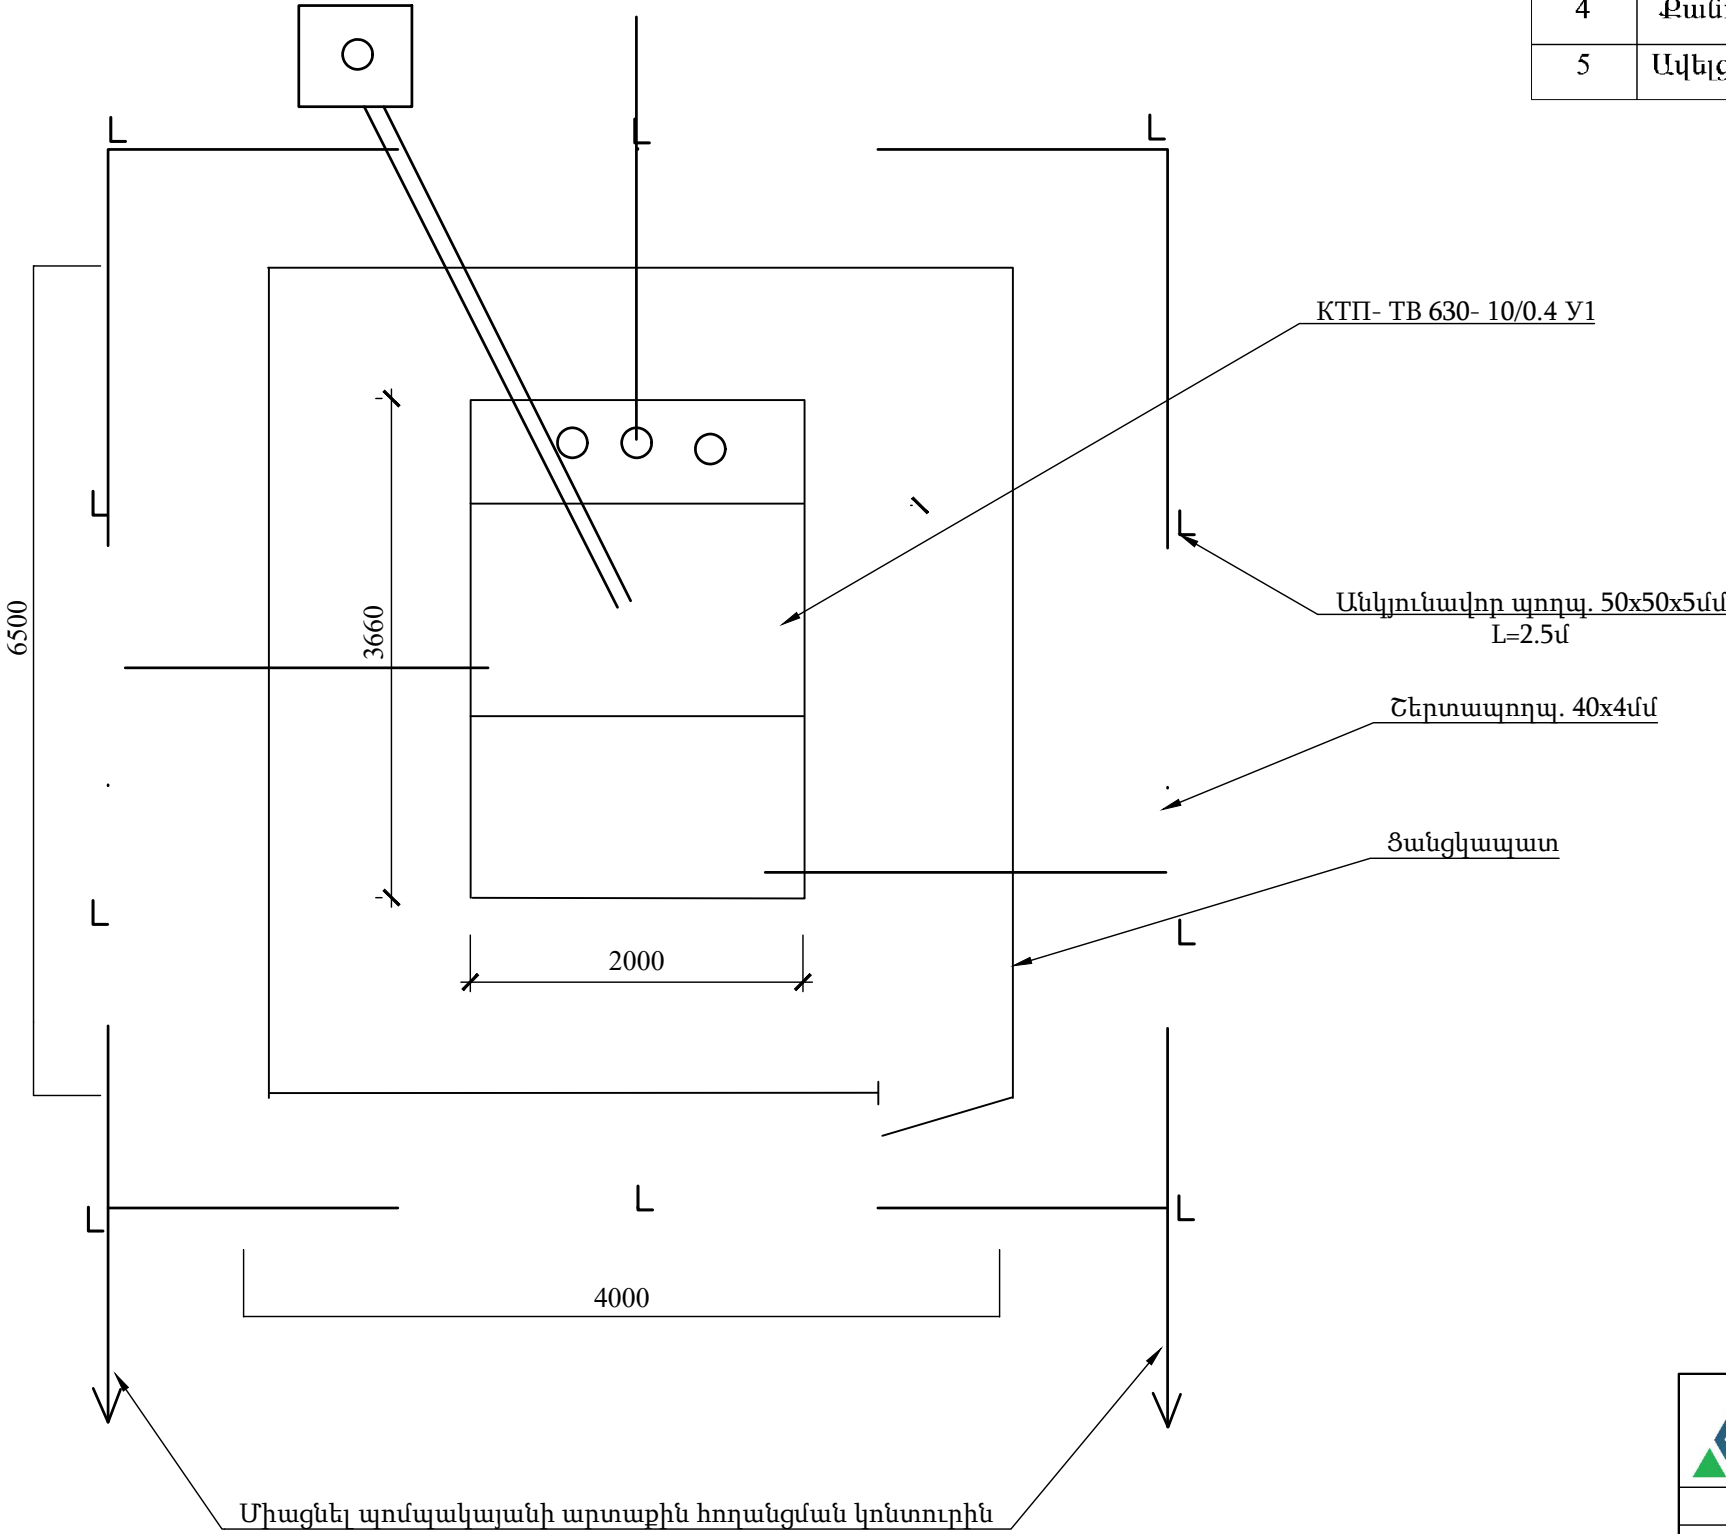 4
5
L
L
L
КТП- ТВ 630- 10/0.4 У1
L
L
Անկյունավոր պողպ. 50x50x5մմ
L=2.5մ
6500
3660
Շերտապողպ. 40x4մմ
Ցանցկապատ
L
L
2000
L
L
L
4000
Միացնել պոմպակայանի արտաքին հողանցման կոնտուրին